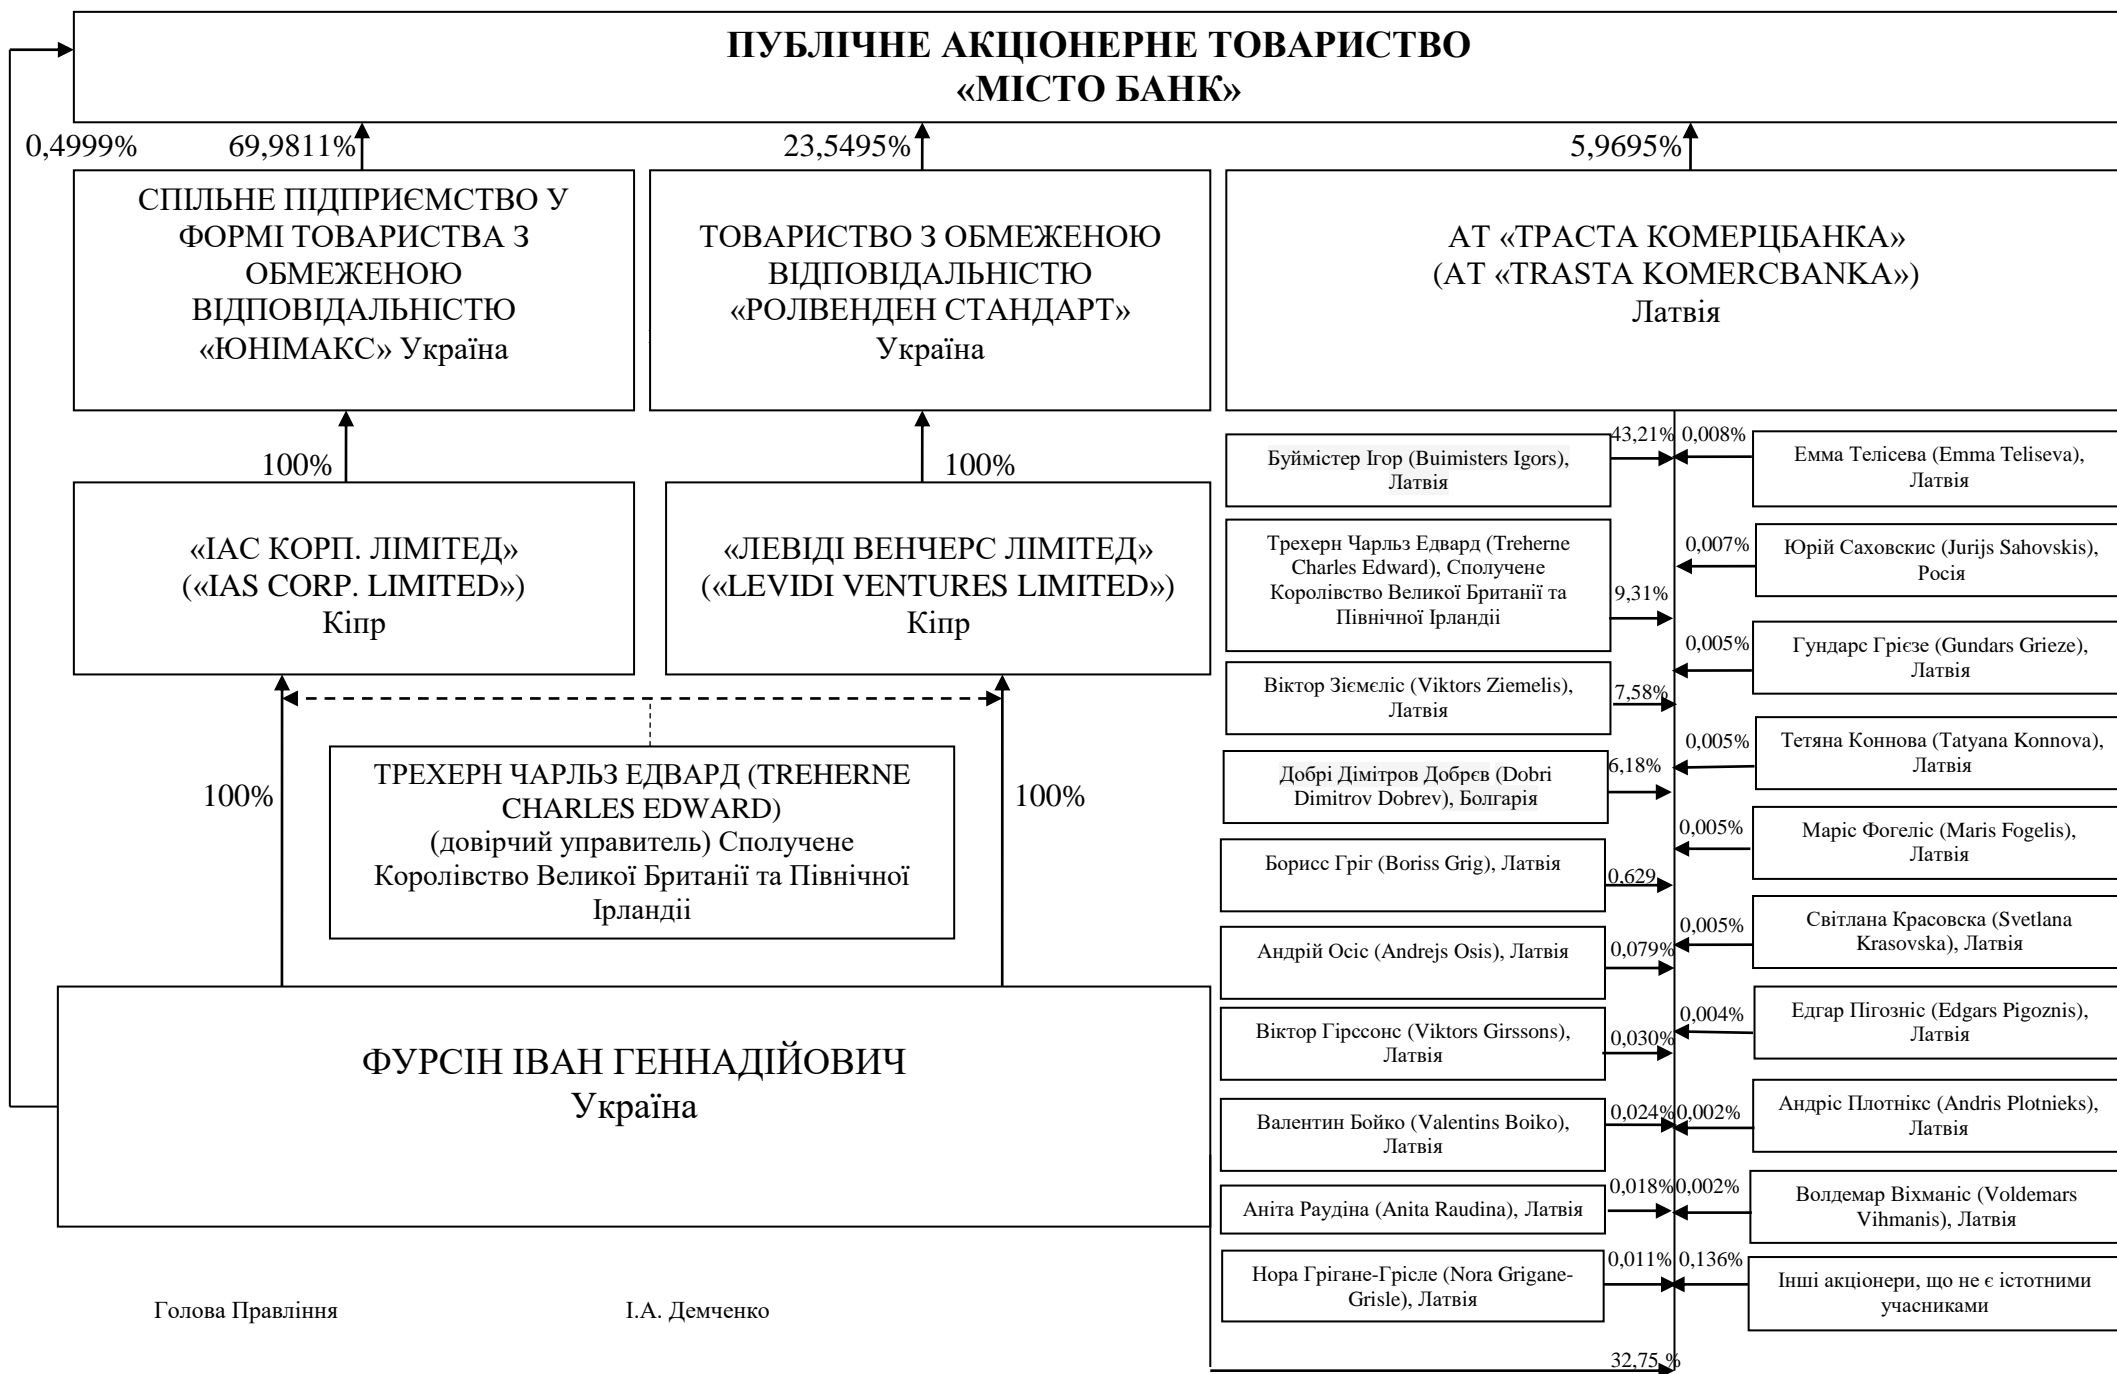 ПУБЛІЧНЕ АКЦІОНЕРНЕ ТОВАРИСТВО
«МІСТО БАНК»
0,4999%
69,9811%
23,5495%
5,9695%
СПІЛЬНЕ ПІДПРИЄМСТВО У
ФОРМІ ТОВАРИСТВА З
ОБМЕЖЕНОЮ
ВІДПОВІДАЛЬНІСТЮ
«ЮНІМАКС» Україна
ТОВАРИСТВО З ОБМЕЖЕНОЮ
ВІДПОВІДАЛЬНІСТЮ
«РОЛВЕНДЕН СТАНДАРТ»
Україна
АТ «ТРАСТА КОМЕРЦБАНКА»
(АТ «TRASTA KOMERCBANKA»)
Латвія
100%
100%
«ІАС КОРП. ЛІМІТЕД»
(«IAS CORP. LIMITED»)
Кіпр
«ЛЕВІДІ ВЕНЧЕРС ЛІМІТЕД»
(«LEVIDI VENTURES LIMITED»)
Кіпр
100%
ТРЕХЕРН ЧАРЛЬЗ ЕДВАРД (TREHERNE
CHARLES EDWARD)
(довірчий управитель) Сполучене
Королівство Великої Британії та Північної
Ірландіі
100%
ФУРСІН ІВАН ГЕННАДІЙОВИЧ
Україна
Буймістер Ігор (Buimisters Igors),
Латвія
43,21%
Трехерн Чарльз Едвард (Treherne
Charles Edward), Сполучене
Королівство Великої Британії та
Північної Ірландіі
9,31%
Віктор Зіємєліс (Viktors Ziemelis),
Латвія
7,58%
Добрі Дімітров Добрєв (Dobri
Dimitrov Dobrev), Болгарія
6,18%
Борисс Гріг (Boriss Grig), Латвія
0,629
Андрій Осіс (Andrejs Osis), Латвія
0,079%
Віктор Гірссонс (Viktors Girssons),
Латвія
0,030%
Валентин Бойко (Valentins Boiko),
Латвія
0,024%
Аніта Раудіна (Anita Raudina), Латвія
0,018%
Нора Грігане-Грісле (Nora Grigane-
Grisle), Латвія
0,011%
0,008%
Емма Телісева (Emma Teliseva),
Латвія
0,007%
Юрій Саховскис (Jurijs Sahovskis),
Росія
0,005%
Гундарс Грієзе (Gundars Grieze),
Латвія
0,005%
Тетяна Коннова (Tatyana Konnova),
Латвія
0,005%
Маріс Фогеліс (Maris Fogelis),
Латвія
0,005%
Світлана Красовска (Svetlana
Krasovska), Латвія
0,004%
Едгар Пігозніс (Edgars Pigoznis),
Латвія
0,002%
Андріс Плотнікс (Andris Plotnieks),
Латвія
0,002%
Волдемар Віхманіс (Voldemars
Vihmanis), Латвія
0,136%
Інші акціонери, що не є істотними
учасниками
32,75 %
Голова Правління І.А. Демченко